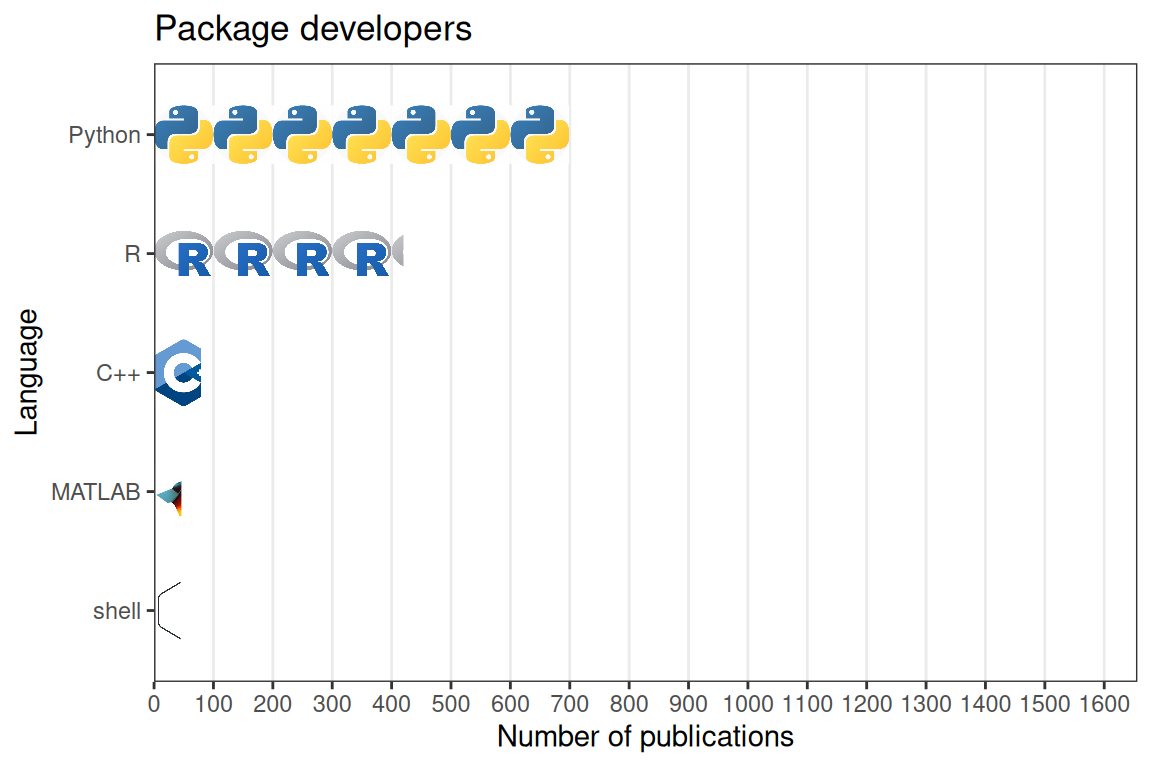 Package developers
Language
Python
R
C++
MATLAB
shell
R R R R
C
0 100 200 300 400 500 600 700 800 900 1000 1100 1200 1300 1400 1500 1600
Number of publications